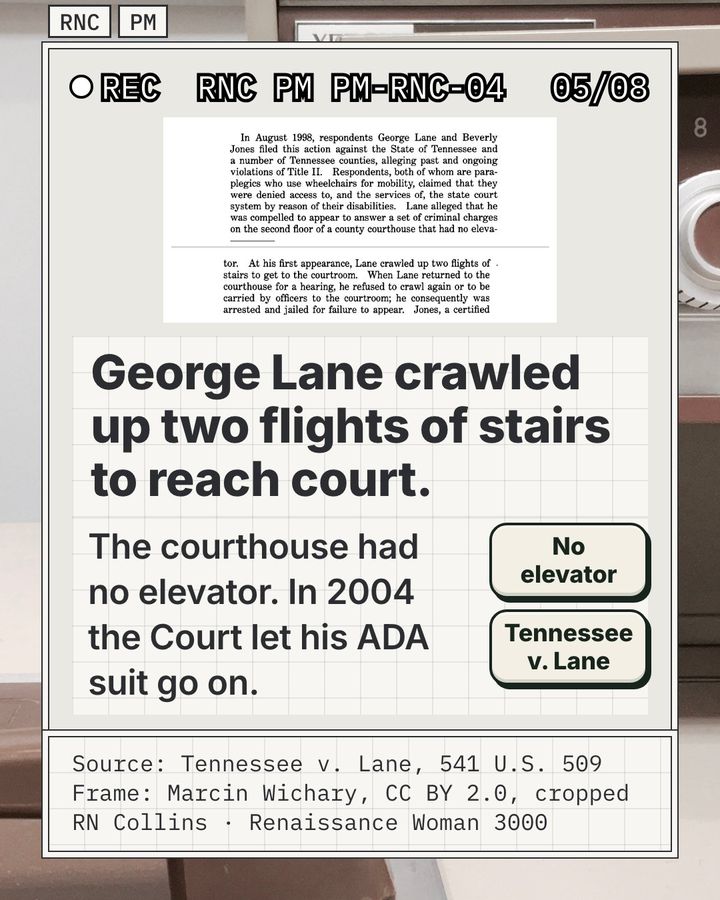 RNC PM
REC RNC PM PM-RNC-04 05/08
In August 1998, respondents George Lane and Beverly
Jones filed this action against the State of Tennessee and
a number of Tennessee counties, alleging past and ongoing
violations of Title II. Respondents, both of whom are para-
plegics who use wheelchairs for mobility, claimed that they
were denied access to, and the services of, the state court
system by reason of their disabilities. Lane alleged that he
was compelled to appear to answer a set of criminal charges
on the second floor of a county courthouse that had no eleva-
tor. At his first appearance, Lane crawled up two flights of
stairs to get to the courtroom. When Lane returned to the
courthouse for a hearing, he refused to crawl again or to be
carried by officers to the courtroom; he consequently was
arrested and jailed for failure to appear. Jones, a certified
George Lane crawled
up two flights of stairs
to reach court.
The courthouse had
no elevator. In 2004
the Court let his ADA
suit go on.
No
elevator
Tennessee
v. Lane
Source: Tennessee v. Lane, 541 U.S. 509
Frame: Marcin Wichary, CC BY 2.0, cropped
RN Collins · Renaissance Woman 3000
8